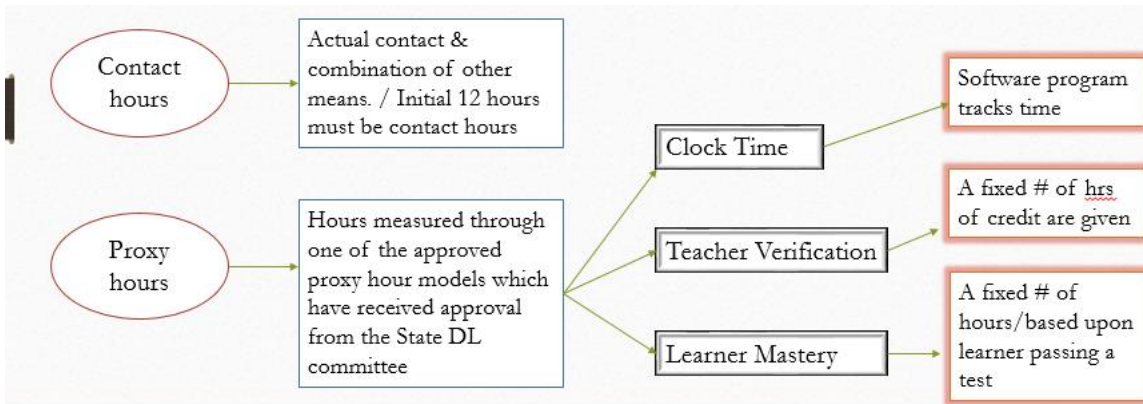 Contact
hours
Actual contact &
combination of other
means. / Initial 12 hours
must be contact hours
Proxy
hours
Hours measured through
one of the approved
proxy hour models which
have received approval
from the State DL
committee
Clock Time
Teacher Verification
Learner Mastery
Software program
tracks time
A fixed # of hrs
of credit are given
A fixed # of
hours/based upon
learner passing a
test